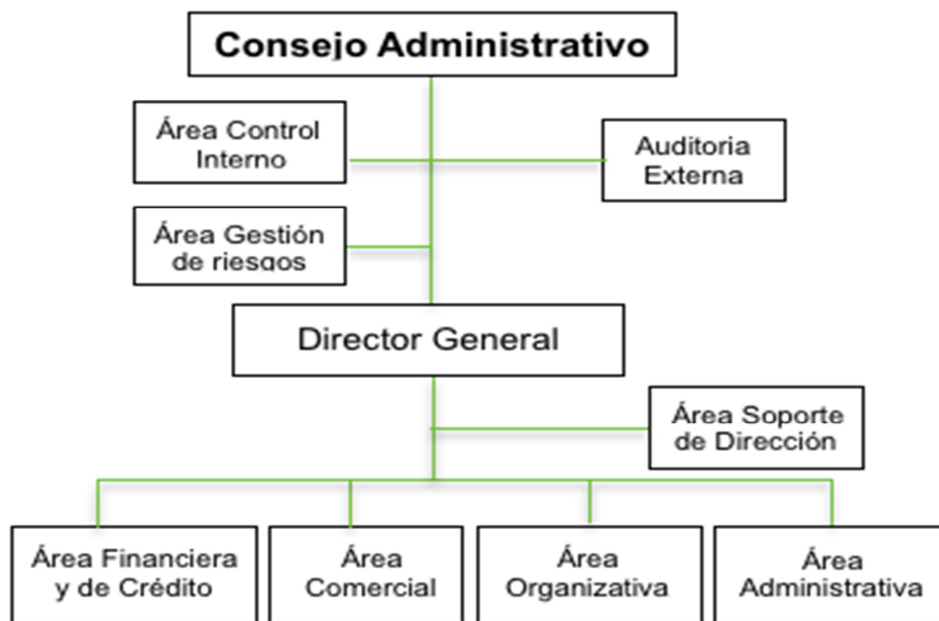 Consejo Administrativo
Área Control
Interno
Auditoria
Externa
Área Gestión
de riesgos
Director General
Área Soporte
de Dirección
Área Financiera
y de Crédito
Área
Comercial
Área
Organizativa
Área
Administrativa